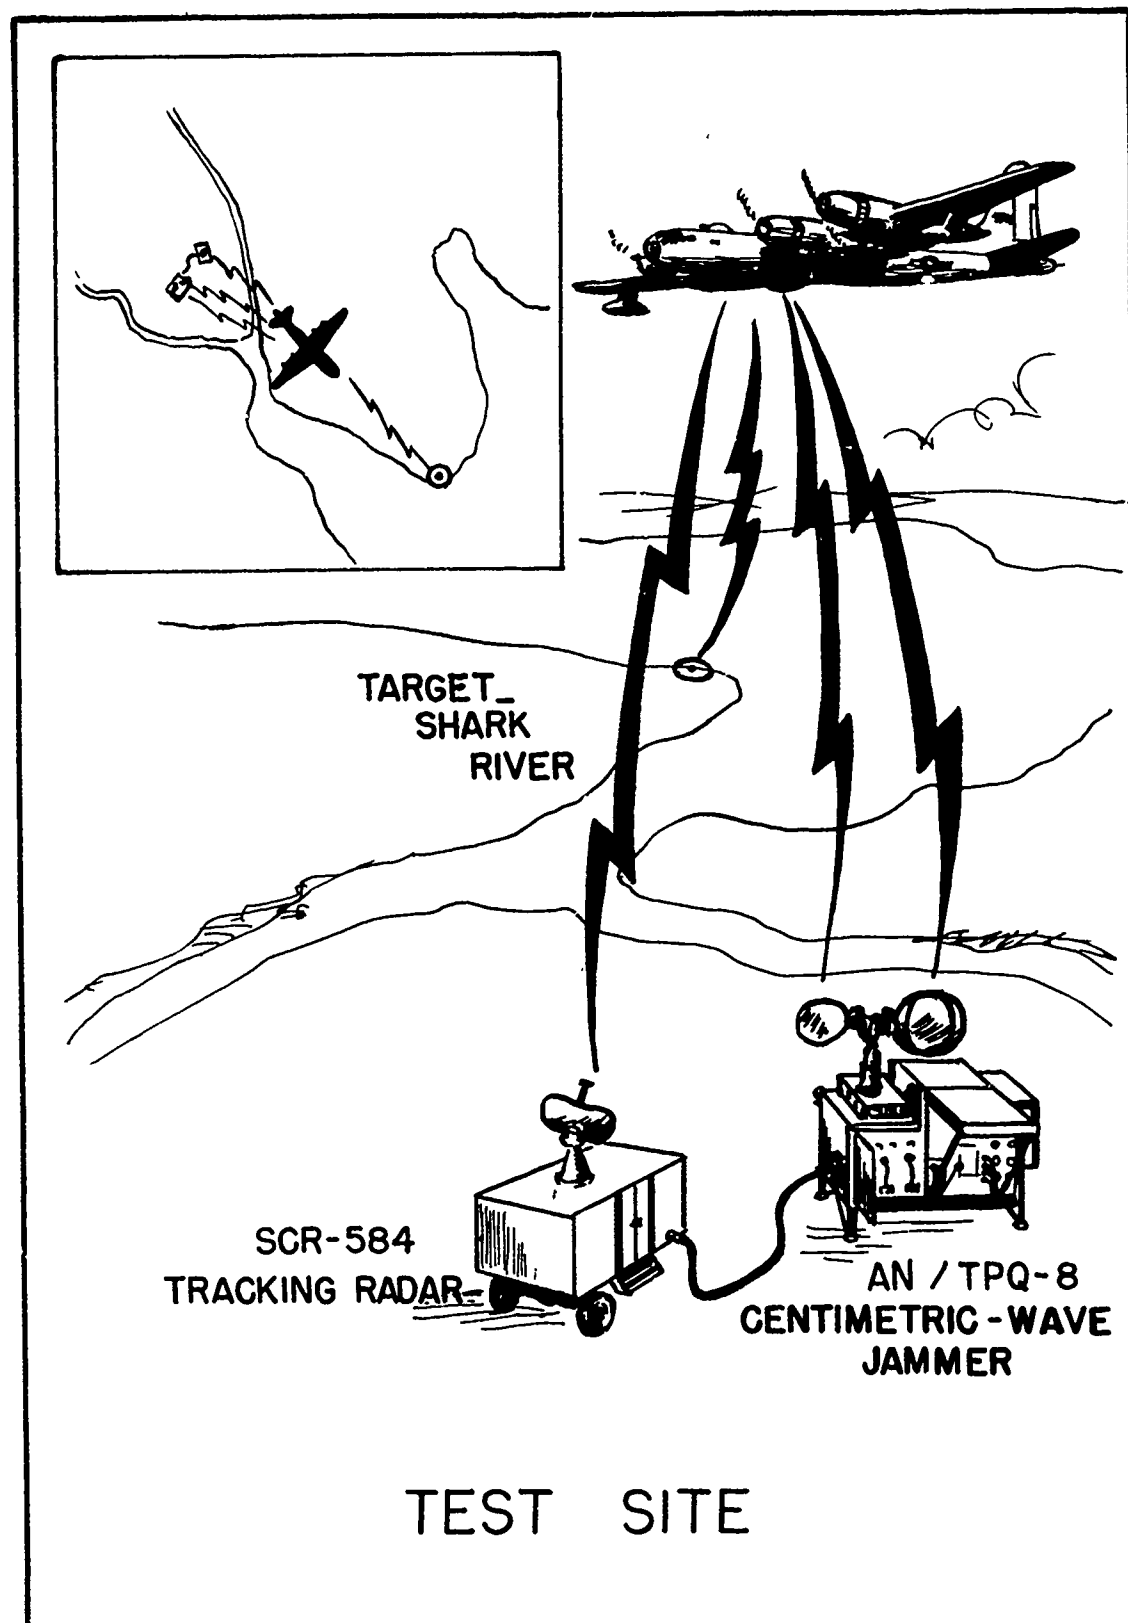 TARGET_
SHARK
RIVER
SCR-584
TRACKING RADAR
AN / TPQ-8
CENTIMETRIC-WAVE
JAMMER
TEST SITE